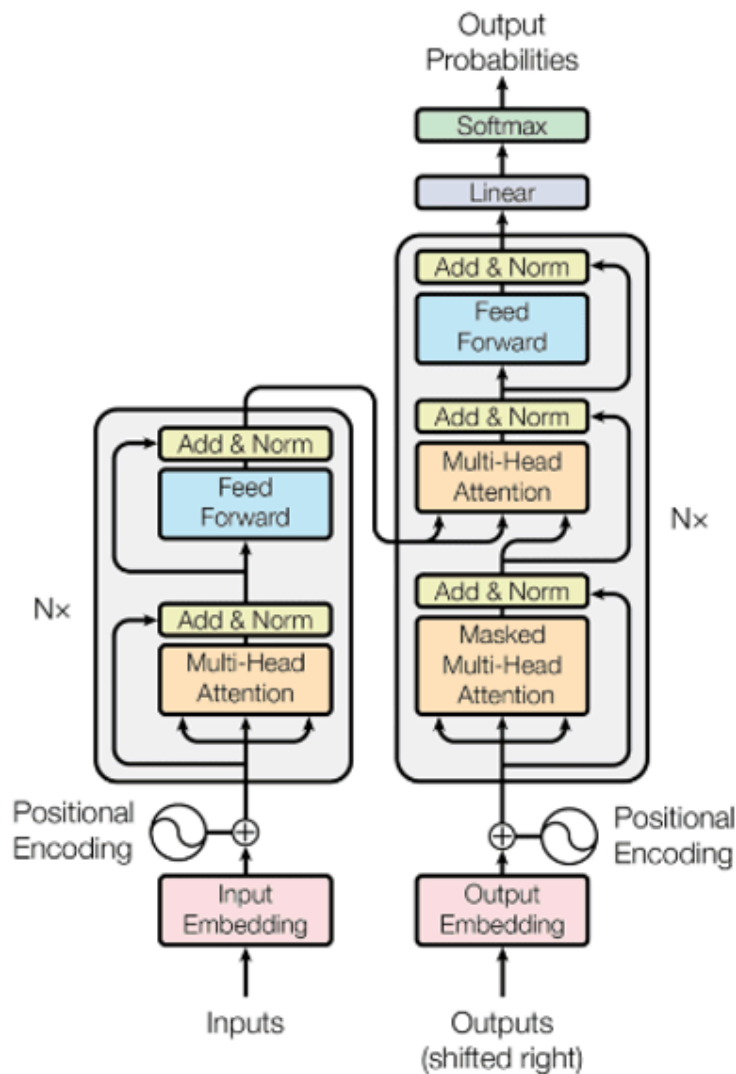 Output
Probabilities
Softmax
Linear
Add & Norm
Feed
Forward
Add & Norm
Multi-Head
Attention
Nx
Add & Norm
Masked
Multi-Head
Attention
Positional
Encoding
Output
Embedding
Outputs
(shifted right)
Add & Norm
Feed
Forward
Nx
Add & Norm
Multi-Head
Attention
Positional
Encoding
Input
Embedding
Inputs